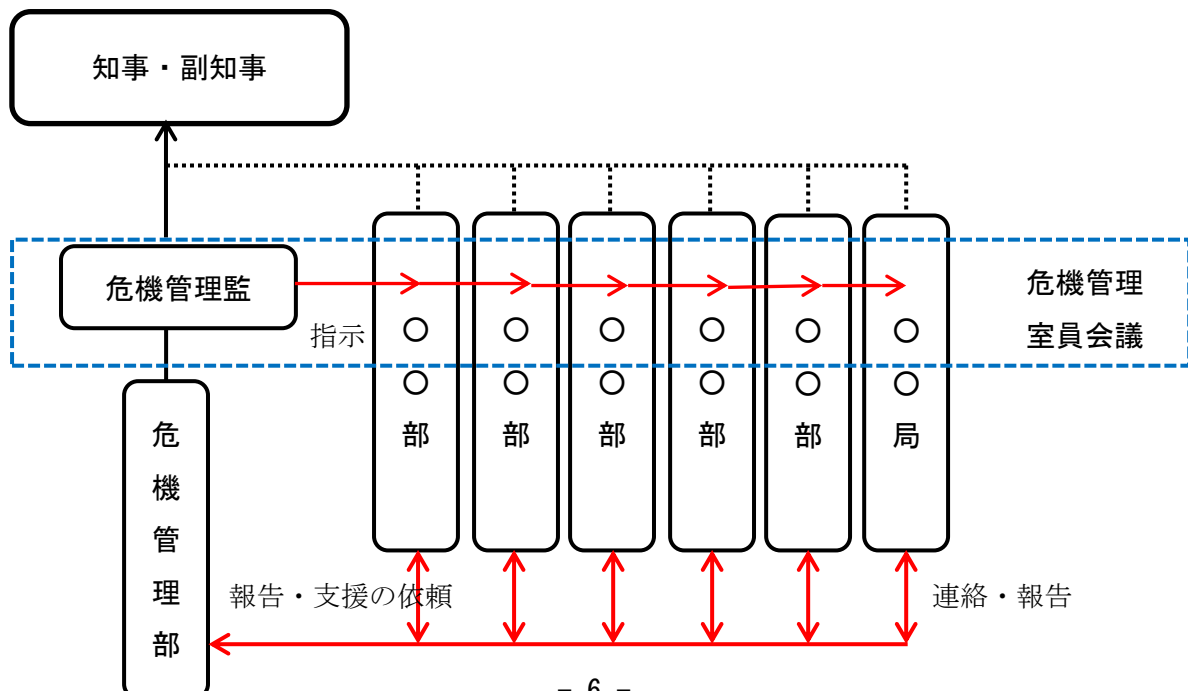 知事・副知事
危機管理監
指示
危機管理
室員会議
○○部
○○部
○○部
○○部
○○部
○○局
危機管理部
報告・支援の依頼
連絡・報告
- 6 -